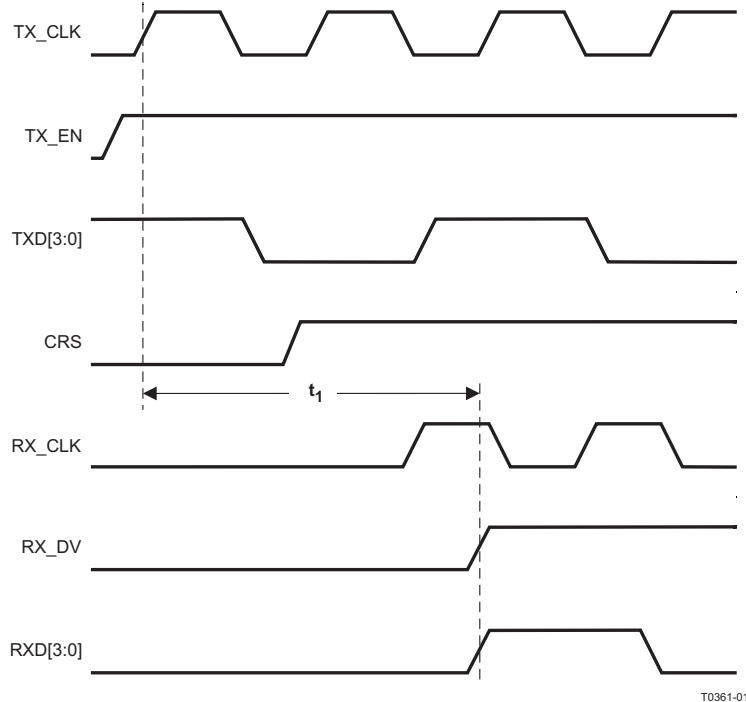 TX_CLK
TX_EN
TXD[3:0]
CRS
t1
RX_CLK
RX_DV
RXD[3:0]
T0361-01